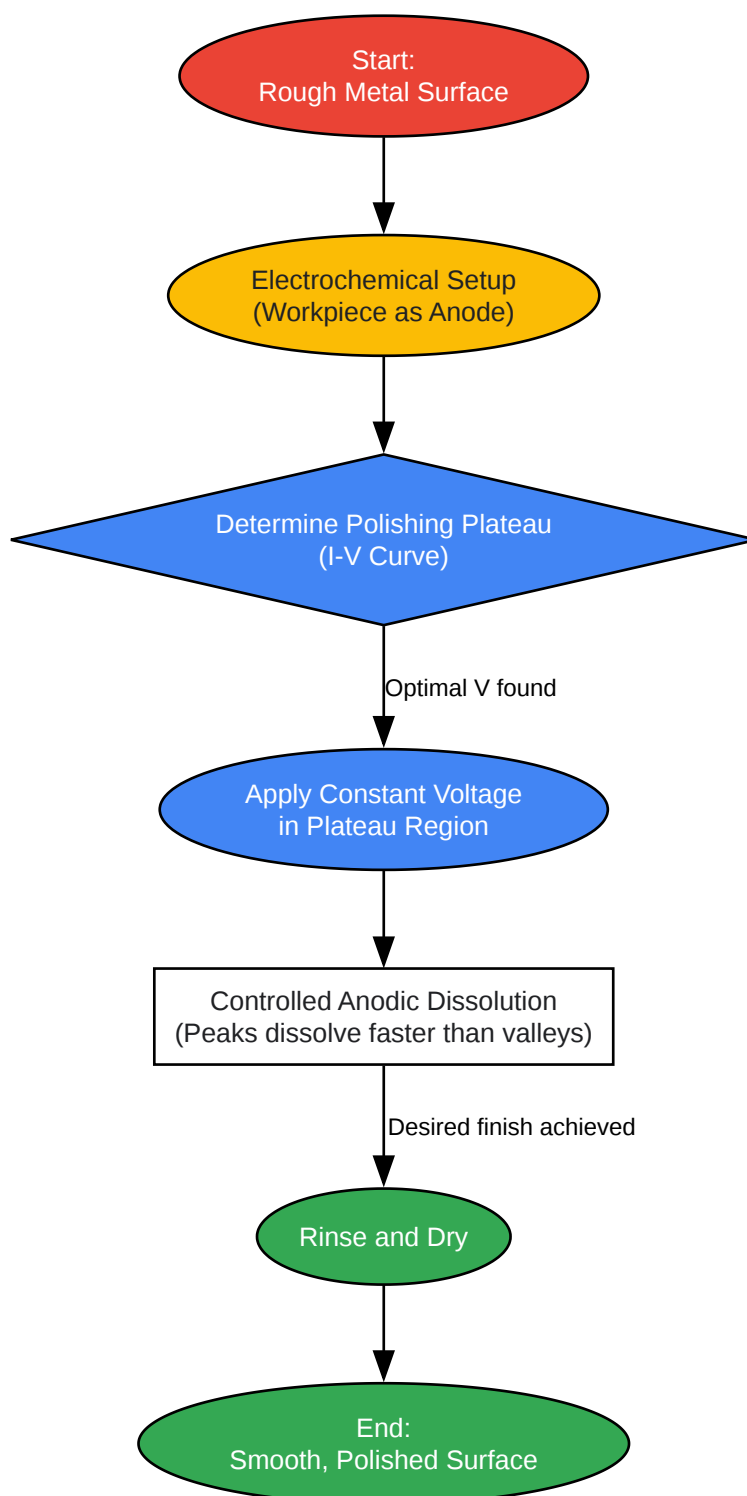 Start:
Rough Metal Surface
Electrochemical Setup
(Workpiece as Anode)
Determine Polishing Plateau
(I-V Curve)
Optimal V found
Apply Constant Voltage
in Plateau Region
Controlled Anodic Dissolution
(Peaks dissolve faster than valleys)
Desired finish achieved
Rinse and Dry
End:
Smooth, Polished Surface